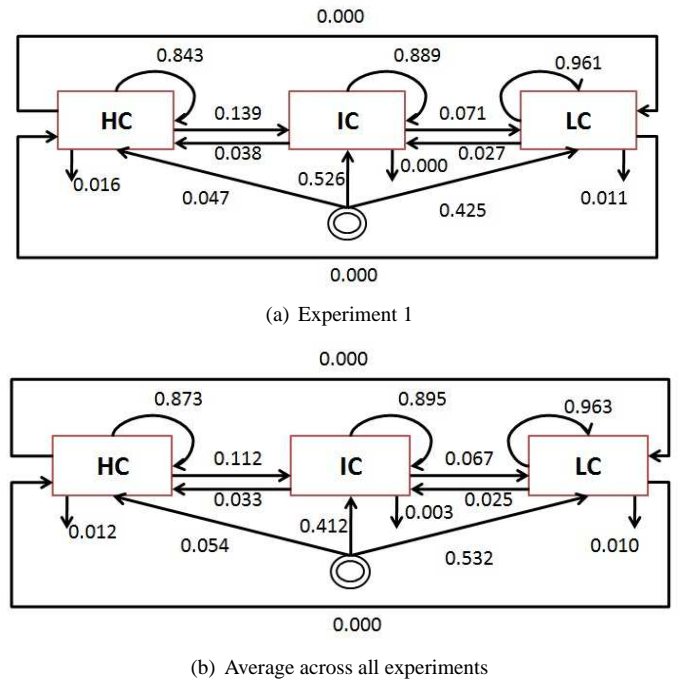 0.000
0.843 0.889 0.961
HC 0.139 IC 0.071 LC
0.038 0.027
0.016 0.047 0.526 0.000 0.425 0.011
0.000
(a) Experiment 1
0.000
0.873 0.895 0.963
HC 0.112 IC 0.067 LC
0.033 0.025
0.012 0.054 0.412 0.003 0.532 0.010
0.000
(b) Average across all experiments